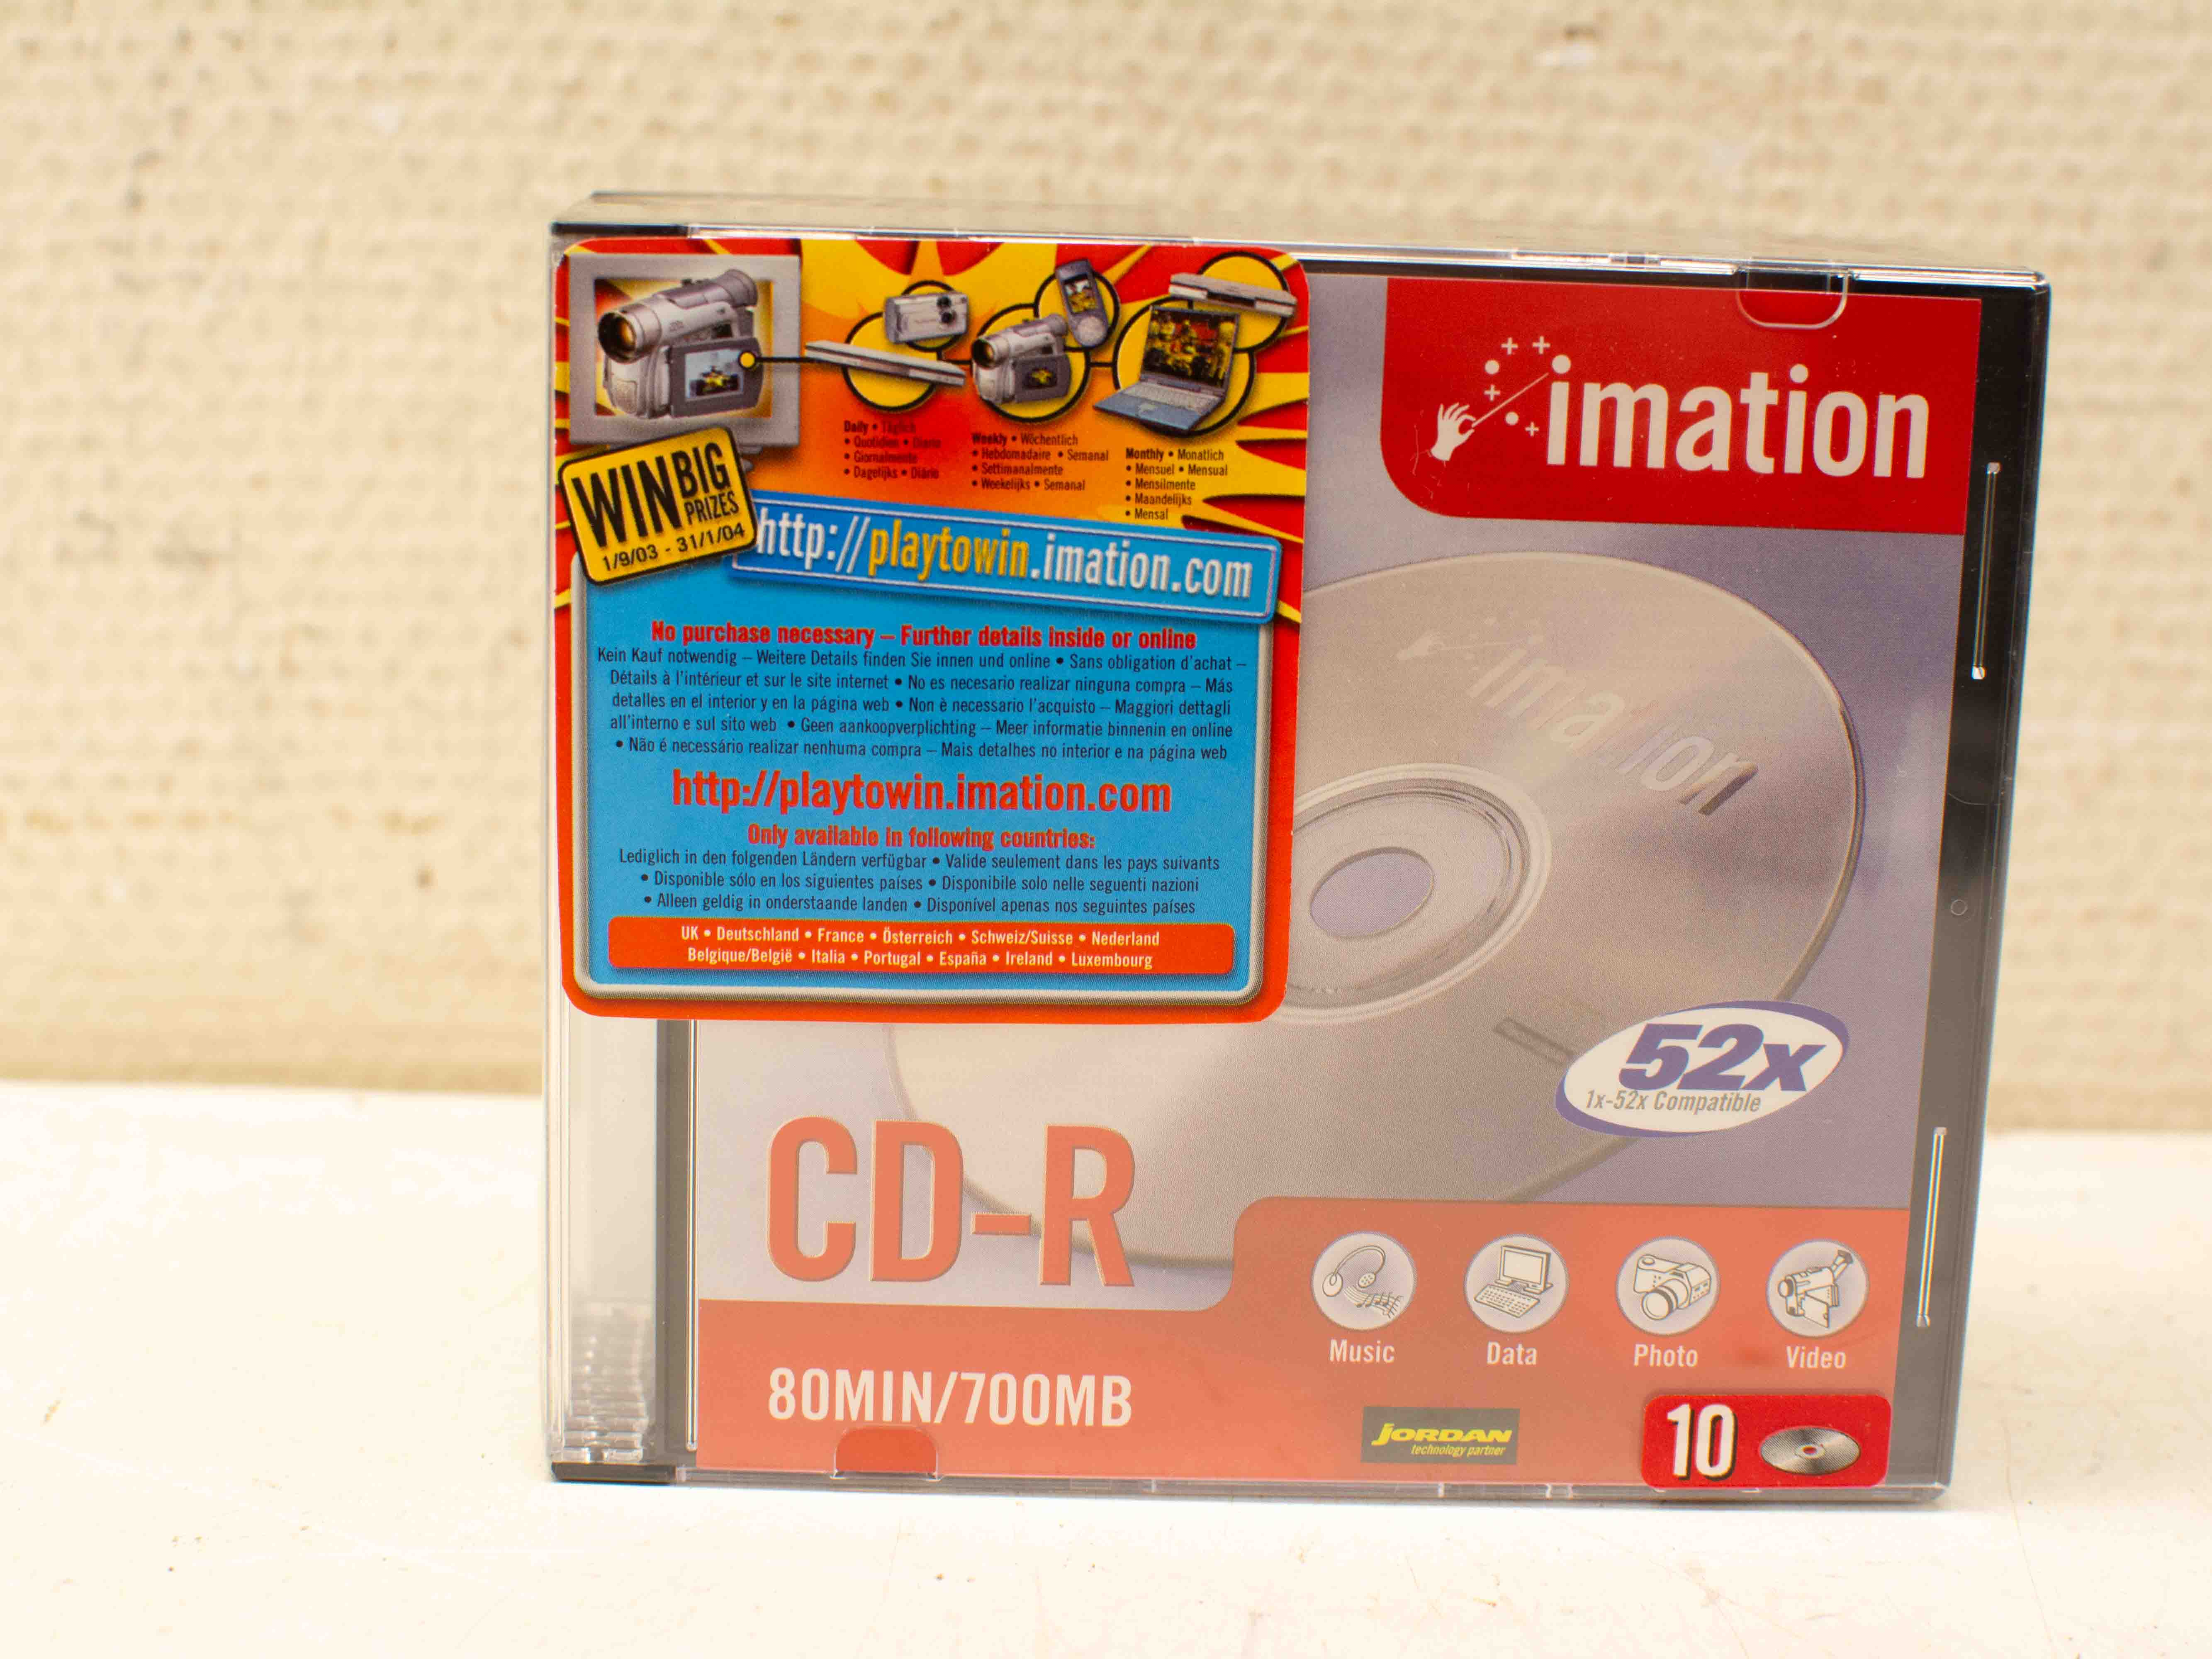 Daily • Täglich
• Quotidien • Diario
• Giornalmente
• Dagelijks • Diário
Weekly • Wöchentlich
• Hebdomadaire • Semanal
• Settimanalmente
• Weekelijks • Semanal
Monthly • Monatlich
• Mensuel • Mensual
• Mensilmente
• Maandelijks
• Mensal
WIN BIG
PRIZES
1/9/03 - 31/1/04
http://playtowin.imation.com
No purchase necessary – Further details inside or online
Kein Kauf notwendig – Weitere Details finden Sie innen und online • Sans obligation d'achat –
Détails à l'intérieur et sur le site internet • No es necesario realizar ninguna compra – Más
detalles en el interior y en la página web • Non è necessario l'acquisto – Maggiori dettagli
all'interno e sul sito web • Geen aankoopverplichting – Meer informatie binnenin en online
• Não é necessário realizar nenhuma compra – Mais detalhes no interior e na página web
http://playtowin.imation.com
Only available in following countries:
Lediglich in den folgenden Ländern verfügbar • Valide seulement dans les pays suivants
• Disponible sólo en los siguientes países • Disponibile solo nelle seguenti nazioni
• Alleen geldig in onderstaande landen • Disponível apenas nos seguintes países
UK • Deutschland • France • Österreich • Schweiz/Suisse • Nederland
Belgique/België • Italia • Portugal • España • Ireland • Luxembourg
imation
imation
52x
1x-52x Compatible
CD-R
Music Data Photo Video
80MIN/700MB
JORDAN
technology partner
10